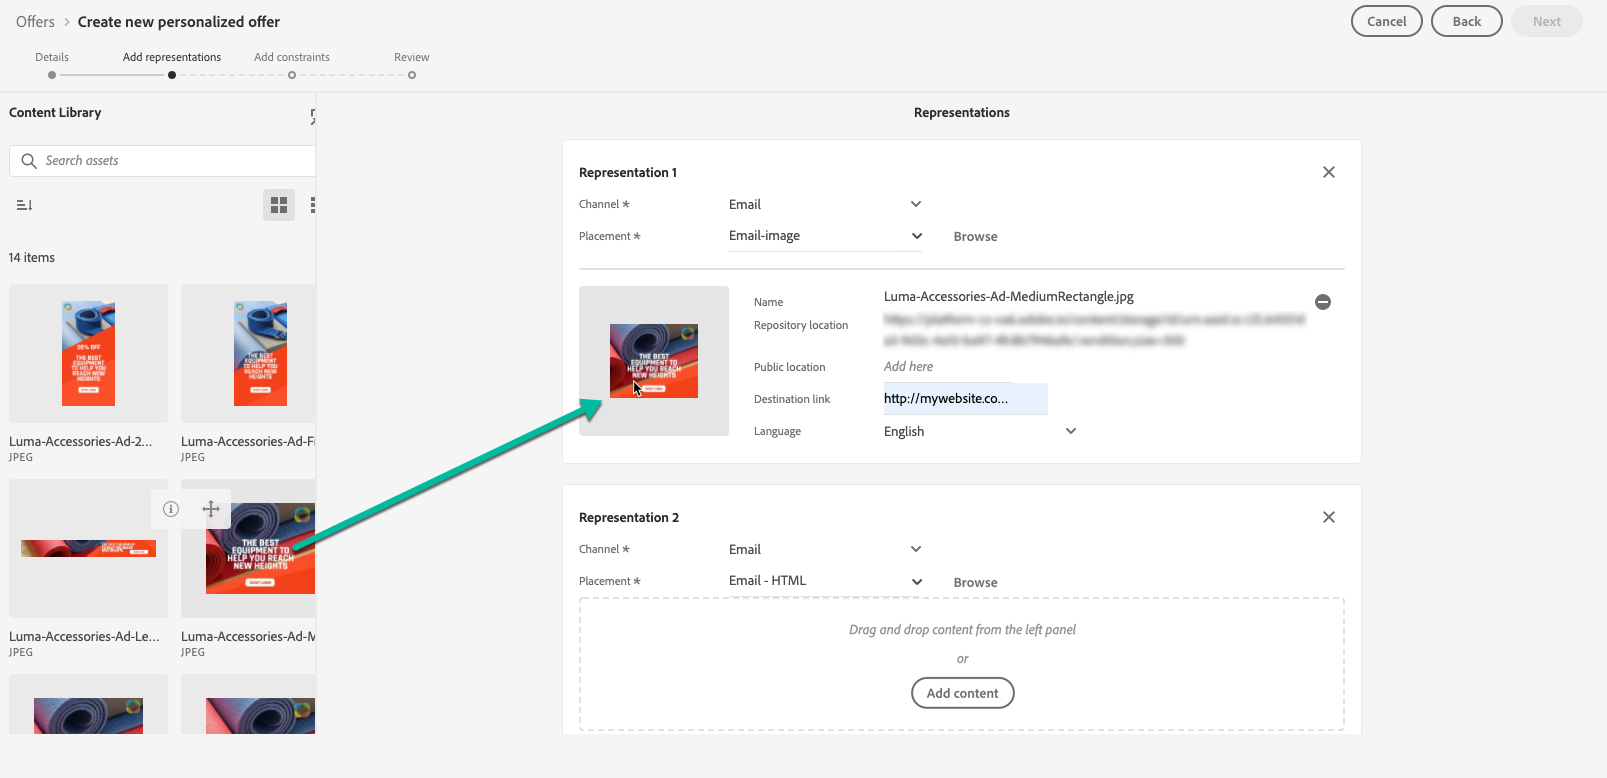 Offers > Create new personalized offer
Cancel
Back
Next
Details
Add representations
Add constraints
Review
Content Library
Search assets
14 items
20% OFF
THE BEST
EQUIPMENT
TO HELP YOU
REACH NEW
HEIGHTS
THE BEST
EQUIPMENT
TO HELP YOU
REACH NEW
HEIGHTS
Luma-Accessories-Ad-2...
JPEG
Luma-Accessories-Ad-Fi
JPEG
THE BEST
EQUIPMENT TO
HELP YOU REACH
NEW HEIGHTS
SHOP LUMA
Luma-Accessories-Ad-Le...
JPEG
Luma-Accessories-Ad-M
JPEG
Representations
Representation 1
Channel *
Email
Placement *
Email-image
Browse
THE BEST
EQUIPMENT TO
HELP YOU REACH
NEW HEIGHTS
Name
Luma-Accessories-Ad-MediumRectangle.jpg
Repository location
Public location
Add here
Destination link
http://mywebsite.co...
Language
English
Representation 2
Channel *
Email
Placement *
Email - HTML
Browse
Drag and drop content from the left panel
or
Add content